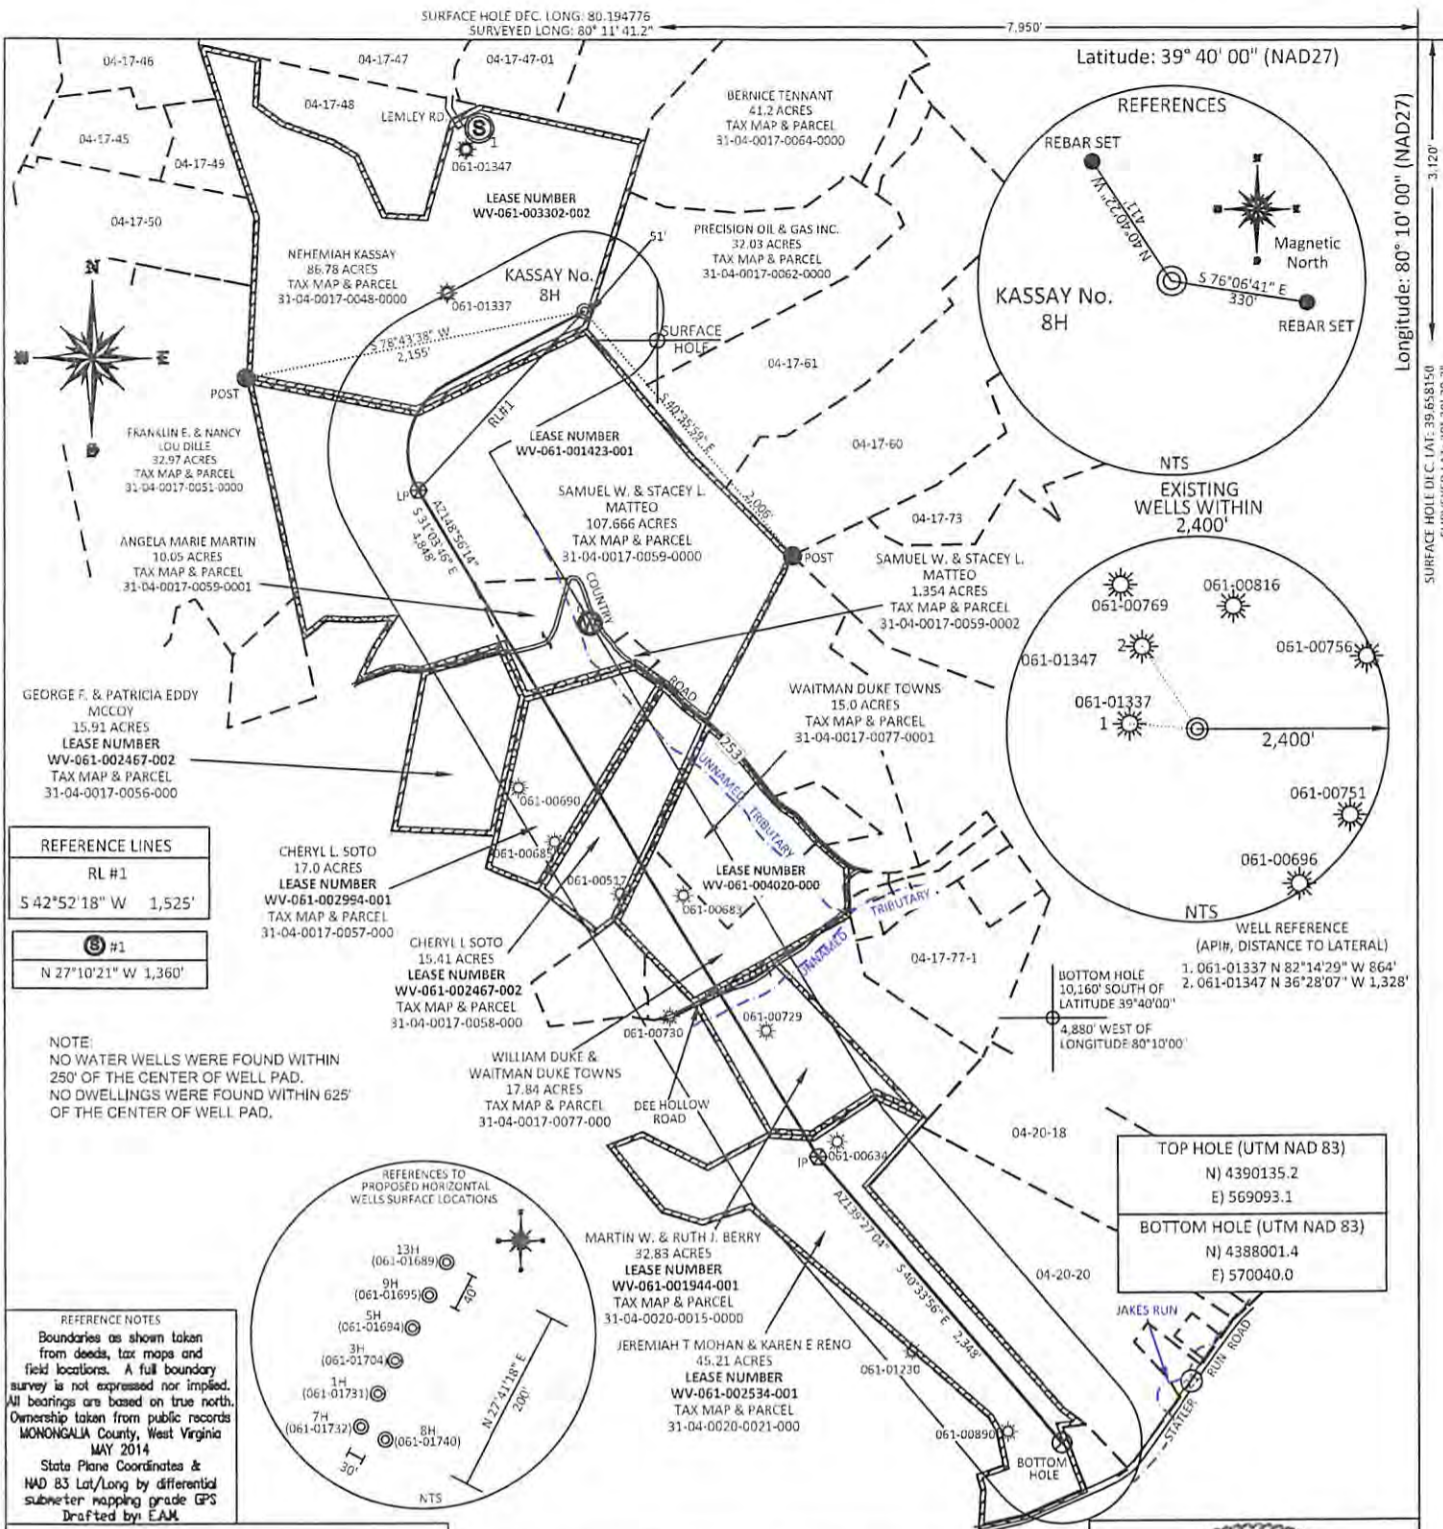 SURFACE HOLE DEC. LONG: 80.194776
SURVEYED LONG: 80° 11' 41.2"
7,950'
Latitude: 39° 40' 00" (NAD27)
Longitude: 80° 10' 00" (NAD27)
3,120'
SURFACE HOLE DEC. LAT: 39.658150
04-17-46
04-17-47
04-17-47-01
04-17-48
LEMLEY RD.
S
1
061-01347
04-17-45
04-17-49
04-17-50
LEASE NUMBER
WV-061-003302-002
BERNICE TENNANT
41.2 ACRES
TAX MAP & PARCEL
31-04-0017-0064-0000
PRECISION OIL & GAS INC.
32.03 ACRES
TAX MAP & PARCEL
31-04-0017-0062-0000
NEHEMIAH KASSAY
86.78 ACRES
TAX MAP & PARCEL
31-04-0017-0048-0000
061-01337
KASSAY No.
8H
51'
SURFACE
HOLE
S 78°43'38" W
2,155'
POST
N
RL#1
LP
AZ148°56'14"
S 31°03'46" E
4,848'
S 40°35'59" E
2,006'
POST
REFERENCES
REBAR SET
N 40°40'22" W
411'
Magnetic
North
KASSAY No.
8H
S 76°06'41" E
330'
REBAR SET
NTS
04-17-61
04-17-60
04-17-73
FRANKLIN E. & NANCY
LOU DILLE
32.97 ACRES
TAX MAP & PARCEL
31-04-0017-0051-0000
LEASE NUMBER
WV-061-001423-001
SAMUEL W. & STACEY L.
MATTEO
107.666 ACRES
TAX MAP & PARCEL
31-04-0017-0059-0000
ANGELA MARIE MARTIN
10.05 ACRES
TAX MAP & PARCEL
31-04-0017-0059-0001
SAMUEL W. & STACEY L.
MATTEO
1.354 ACRES
TAX MAP & PARCEL
31-04-0017-0059-0002
COUNTRY
ROAD
253
EXISTING
WELLS WITHIN
2,400'
061-00769
061-00816
061-00756
061-01347
2
061-01337
1
2,400'
061-00751
061-00696
NTS
WELL REFERENCE
(API#, DISTANCE TO LATERAL)
1. 061-01337 N 82°14'29" W 864'
2. 061-01347 N 36°28'07" W 1,328'
GEORGE F. & PATRICIA EDDY
MCCOY
15.91 ACRES
LEASE NUMBER
WV-061-002467-002
TAX MAP & PARCEL
31-04-0017-0056-000
WAITMAN DUKE TOWNS
15.0 ACRES
TAX MAP & PARCEL
31-04-0017-0077-0001
UNNAMED TRIBUTARY
061-00690
061-00685
061-00517
061-00683
LEASE NUMBER
WV-061-004020-000
UNNAMED TRIBUTARY
04-17-77-1
REFERENCE LINES
RL #1
S 42°52'18" W 1,525'
S #1
N 27°10'21" W 1,360'
CHERYL L. SOTO
17.0 ACRES
LEASE NUMBER
WV-061-002994-001
TAX MAP & PARCEL
31-04-0017-0057-000
CHERYL L SOTO
15.41 ACRES
LEASE NUMBER
WV-061-002467-002
TAX MAP & PARCEL
31-04-0017-0058-000
BOTTOM HOLE
10,160' SOUTH OF
LATITUDE 39°40'00"
4,880' WEST OF
LONGITUDE 80°10'00"
NOTE:
NO WATER WELLS WERE FOUND WITHIN
250' OF THE CENTER OF WELL PAD.
NO DWELLINGS WERE FOUND WITHIN 625'
OF THE CENTER OF WELL PAD.
061-00730
061-00729
WILLIAM DUKE &
WAITMAN DUKE TOWNS
17.84 ACRES
TAX MAP & PARCEL
31-04-0017-0077-000
DEE HOLLOW
ROAD
IP
061-00634
AZ139°27'04"
S 40°33'56" E 2,348'
04-20-18
TOP HOLE (UTM NAD 83)
N) 4390135.2
E) 569093.1
BOTTOM HOLE (UTM NAD 83)
N) 4388001.4
E) 570040.0
04-20-20
JAKES RUN
STATLER RUN ROAD
REFERENCES TO
PROPOSED HORIZONTAL
WELLS SURFACE LOCATIONS
13H
(061-01689)
9H
(061-01695)
40'
5H
(061-01694)
3H
(061-01704)
1H
(061-01731)
7H
(061-01732)
8H
(061-01740)
30'
N 27°41'18" E
200'
NTS
MARTIN W. & RUTH J. BERRY
32.83 ACRES
LEASE NUMBER
WV-061-001944-001
TAX MAP & PARCEL
31-04-0020-0015-0000
JEREMIAH T MOHAN & KAREN E RENO
45.21 ACRES
LEASE NUMBER
WV-061-002534-001
TAX MAP & PARCEL
31-04-0020-0021-000
061-01230
061-00890
BOTTOM
HOLE
REFERENCE NOTES
Boundaries as shown taken
from deeds, tax maps and
field locations. A full boundary
survey is not expressed nor implied.
All bearings are based on true north.
Ownership taken from public records
MONONGALIA County, West Virginia
MAY 2014
State Plane Coordinates &
NAD 83 Lat/Long by differential
submeter mapping grade GPS
Drafted by: EAM